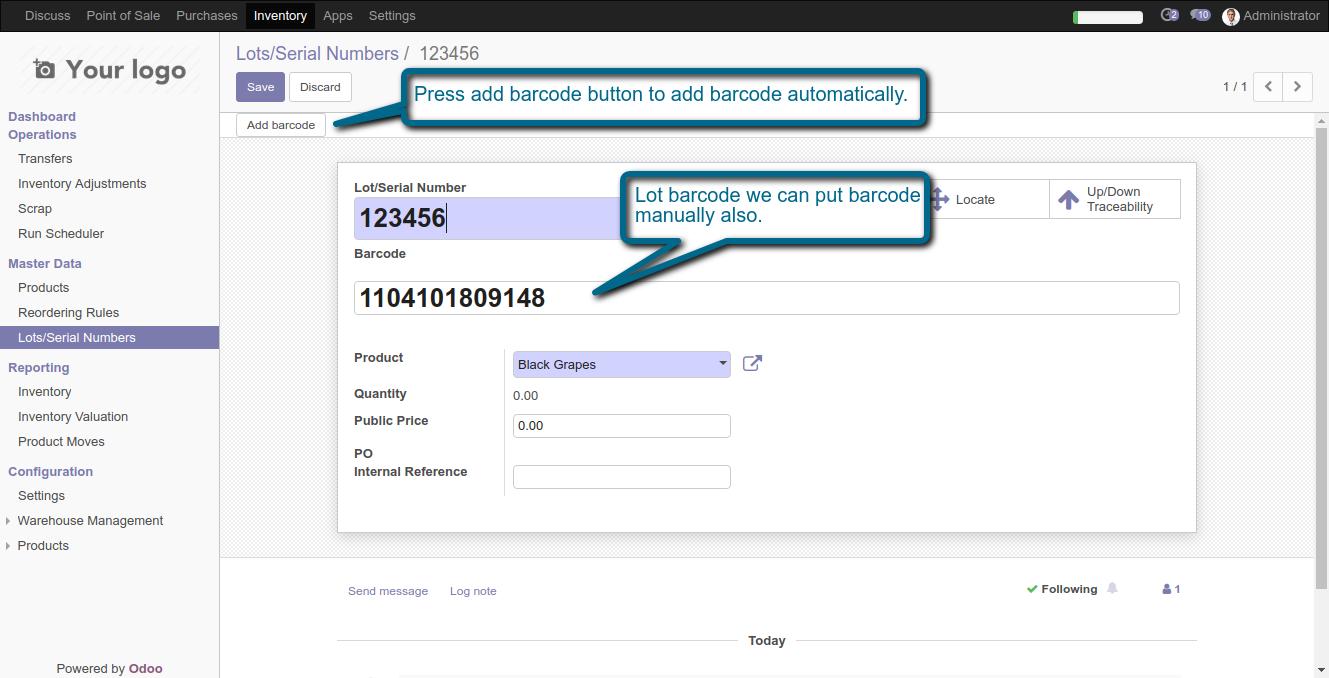 Discuss Point of Sale Purchases Inventory Apps Settings 2 10 Administrator
Your logo
Lots/Serial Numbers / 123456
Save Discard
1 / 1
Press add barcode button to add barcode automatically.
Add barcode
Dashboard
Operations
Transfers
Inventory Adjustments
Scrap
Run Scheduler
Master Data
Products
Reordering Rules
Lots/Serial Numbers
Reporting
Inventory
Inventory Valuation
Product Moves
Configuration
Settings
Warehouse Management
Products
Powered by Odoo
Lot/Serial Number
123456
Lot barcode we can put barcode
manually also.
Locate
Up/Down
Traceability
Barcode
1104101809148
Product Black Grapes
Quantity 0.00
Public Price 0.00
PO
Internal Reference
Send message Log note
Following 1
Today